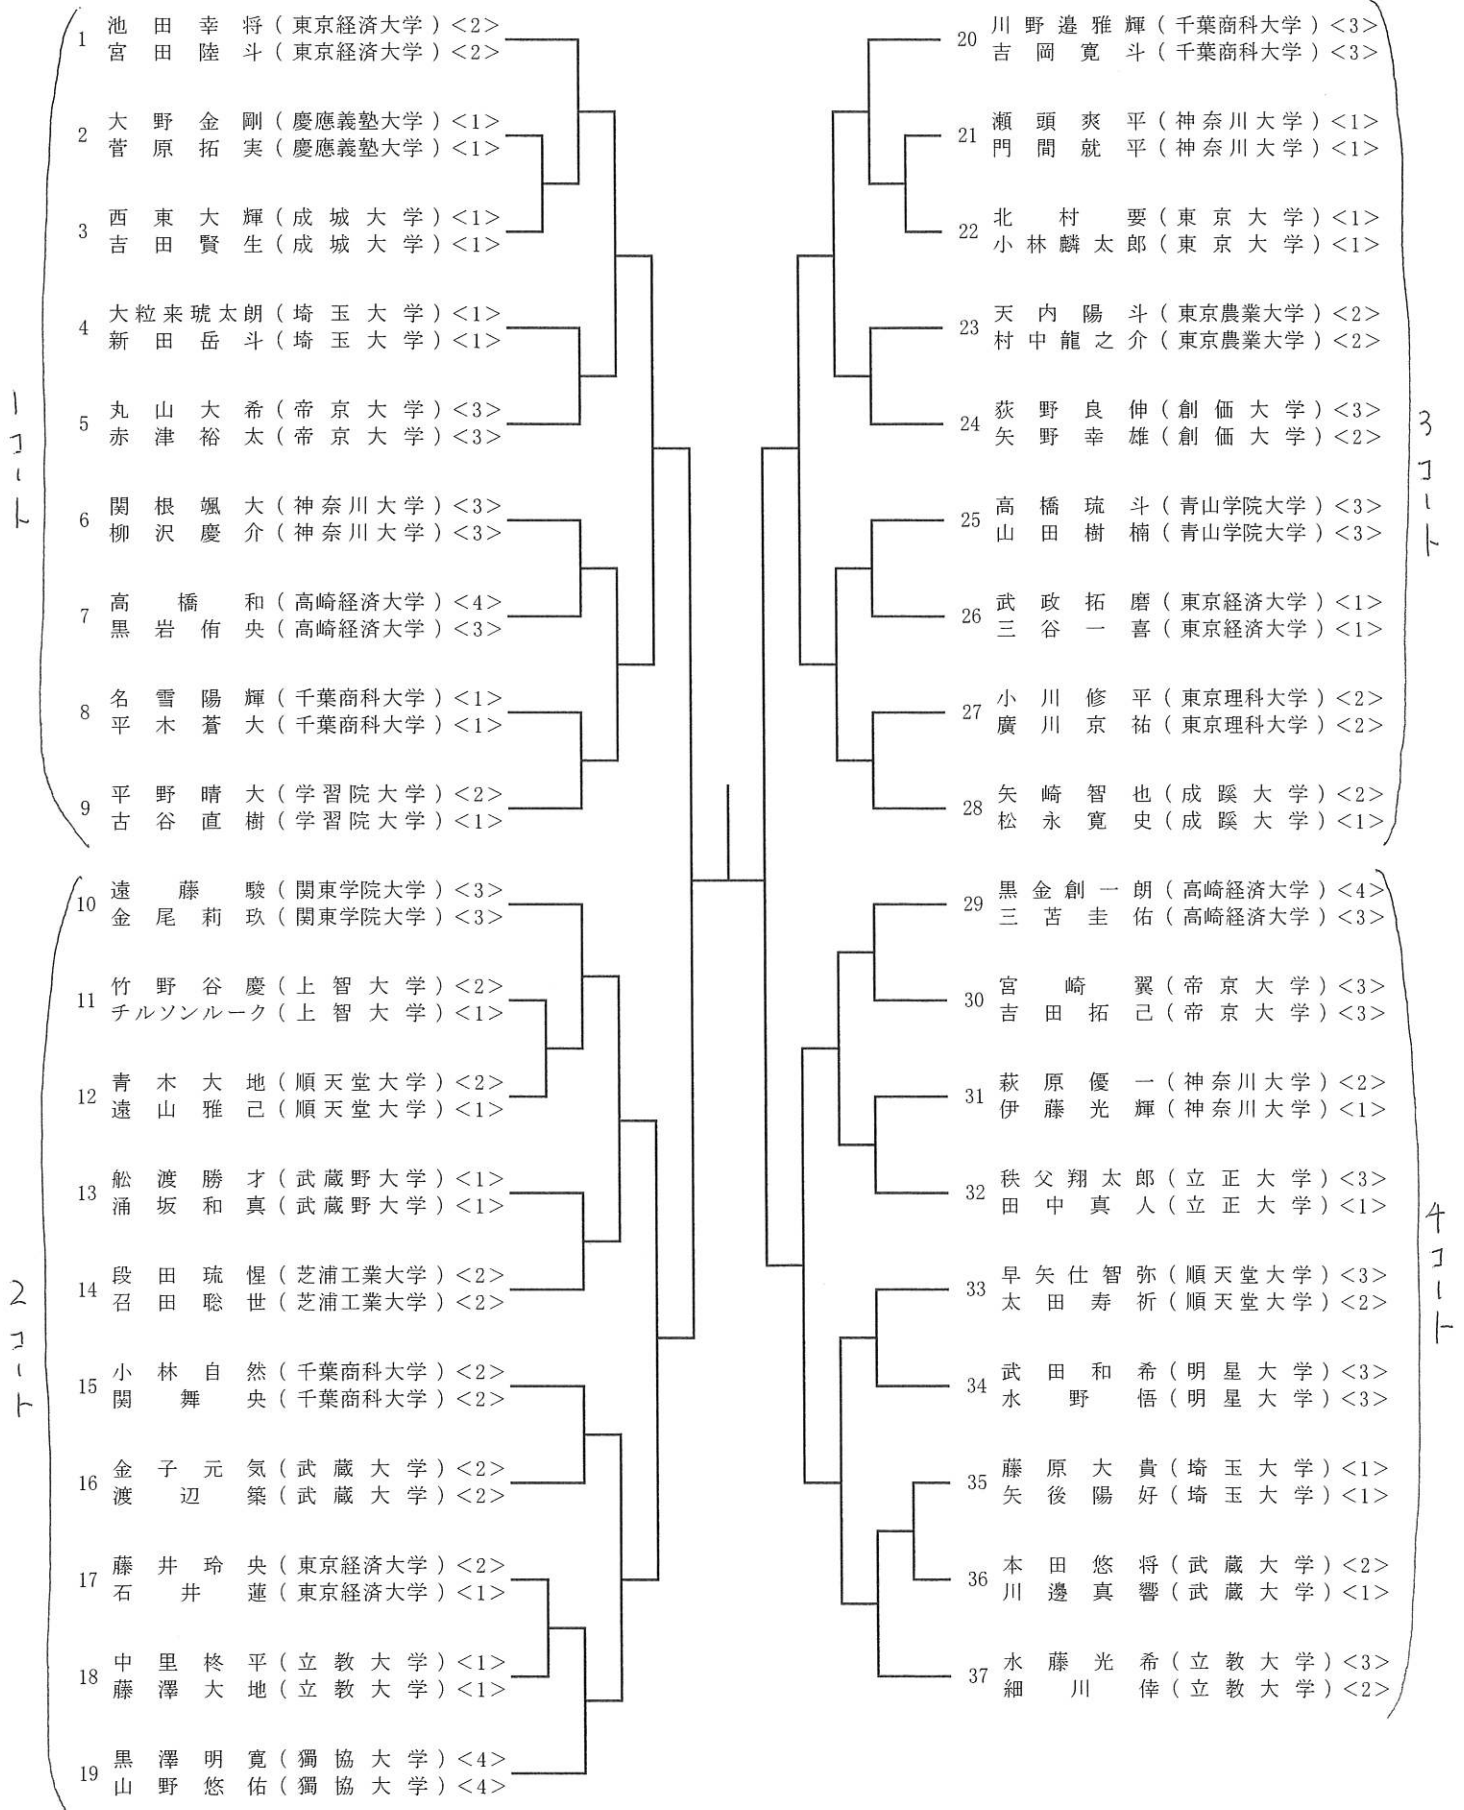 1コート
1
池田幸将(東京経済大学)<2>
宮田陸斗(東京経済大学)<2>
2
大野金剛(慶應義塾大学)<1>
菅原拓実(慶應義塾大学)<1>
3
西東大輝(成城大学)<1>
吉田賢生(成城大学)<1>
4
大粒来琥太朗(埼玉大学)<1>
新田岳斗(埼玉大学)<1>
5
丸山大希(帝京大学)<3>
赤津裕太(帝京大学)<3>
6
関根颯大(神奈川大学)<3>
柳沢慶介(神奈川大学)<3>
7
高橋和(高崎経済大学)<4>
黒岩侑央(高崎経済大学)<3>
8
名雪陽輝(千葉商科大学)<1>
平木蒼大(千葉商科大学)<1>
9
平野晴大(学習院大学)<2>
古谷直樹(学習院大学)<1>
2コート
10
遠藤駿(関東学院大学)<3>
金尾莉玖(関東学院大学)<3>
11
竹野谷慶(上智大学)<2>
チルソンルーク(上智大学)<1>
12
青木大地(順天堂大学)<2>
遠山雅己(順天堂大学)<1>
13
舩渡勝才(武蔵野大学)<1>
涌坂和真(武蔵野大学)<1>
14
段田琉惺(芝浦工業大学)<2>
召田聡世(芝浦工業大学)<2>
15
小林自然(千葉商科大学)<2>
関舞央(千葉商科大学)<2>
16
金子元気(武蔵大学)<2>
渡辺築(武蔵大学)<2>
17
藤井玲央(東京経済大学)<2>
石井蓮(東京経済大学)<1>
18
中里柊平(立教大学)<1>
藤澤大地(立教大学)<1>
19
黒澤明寛(獨協大学)<4>
山野悠佑(獨協大学)<4>
3コート
20
川野邉雅輝(千葉商科大学)<3>
吉岡寛斗(千葉商科大学)<3>
21
瀬頭爽平(神奈川大学)<1>
門間就平(神奈川大学)<1>
22
北村要(東京大学)<1>
小林麟太郎(東京大学)<1>
23
天内陽斗(東京農業大学)<2>
村中龍之介(東京農業大学)<2>
24
荻野良伸(創価大学)<3>
矢野幸雄(創価大学)<2>
25
高橋琉斗(青山学院大学)<3>
山田樹楠(青山学院大学)<3>
26
武政拓磨(東京経済大学)<1>
三谷一喜(東京経済大学)<1>
27
小川修平(東京理科大学)<2>
廣川京祐(東京理科大学)<2>
28
矢崎智也(成蹊大学)<2>
松永寛史(成蹊大学)<1>
4コート
29
黒金創一朗(高崎経済大学)<4>
三苫圭佑(高崎経済大学)<3>
30
宮崎翼(帝京大学)<3>
吉田拓己(帝京大学)<3>
31
萩原優一(神奈川大学)<2>
伊藤光輝(神奈川大学)<1>
32
秩父翔太郎(立正大学)<3>
田中真人(立正大学)<1>
33
早矢仕智弥(順天堂大学)<3>
太田寿祈(順天堂大学)<2>
34
武田和希(明星大学)<3>
水野悟(明星大学)<3>
35
藤原大貴(埼玉大学)<1>
矢後陽好(埼玉大学)<1>
36
本田悠将(武蔵大学)<2>
川邊真響(武蔵大学)<1>
37
水藤光希(立教大学)<3>
細川倖(立教大学)<2>